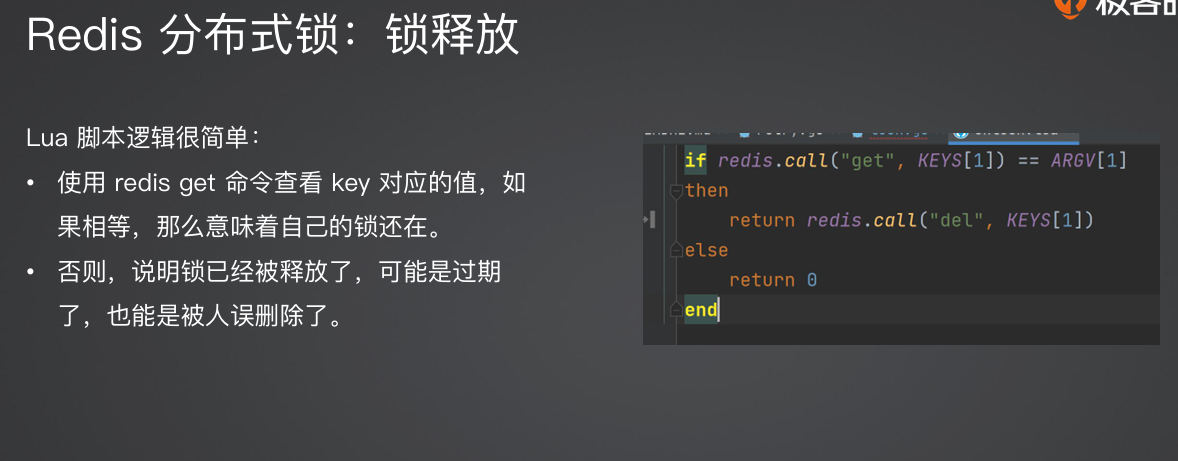 Redis 分布式锁：锁释放
Lua 脚本逻辑很简单：
• 使用 redis get 命令查看 key 对应的值，如
果相等，那么意味着自己的锁还在。
• 否则，说明锁已经被释放了，可能是过期
了，也能是被人误删除了。
if redis.call("get", KEYS[1]) == ARGV[1]
then
return redis.call("del", KEYS[1])
else
return 0
end